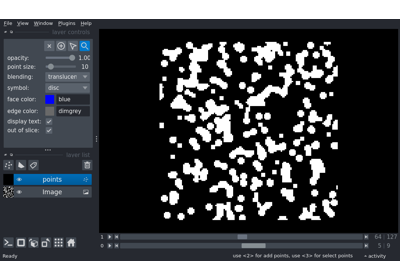 File View Window Plugins Help
layer controls
opacity: 1.00
point size: 10
blending: translucen
symbol: disc
face color: blue
edge color: dimgrey
display text:
out of slice:
layer list
points
Image
1 64 127
0 5 9
Ready use <2> for add points, use <3> for select points activity